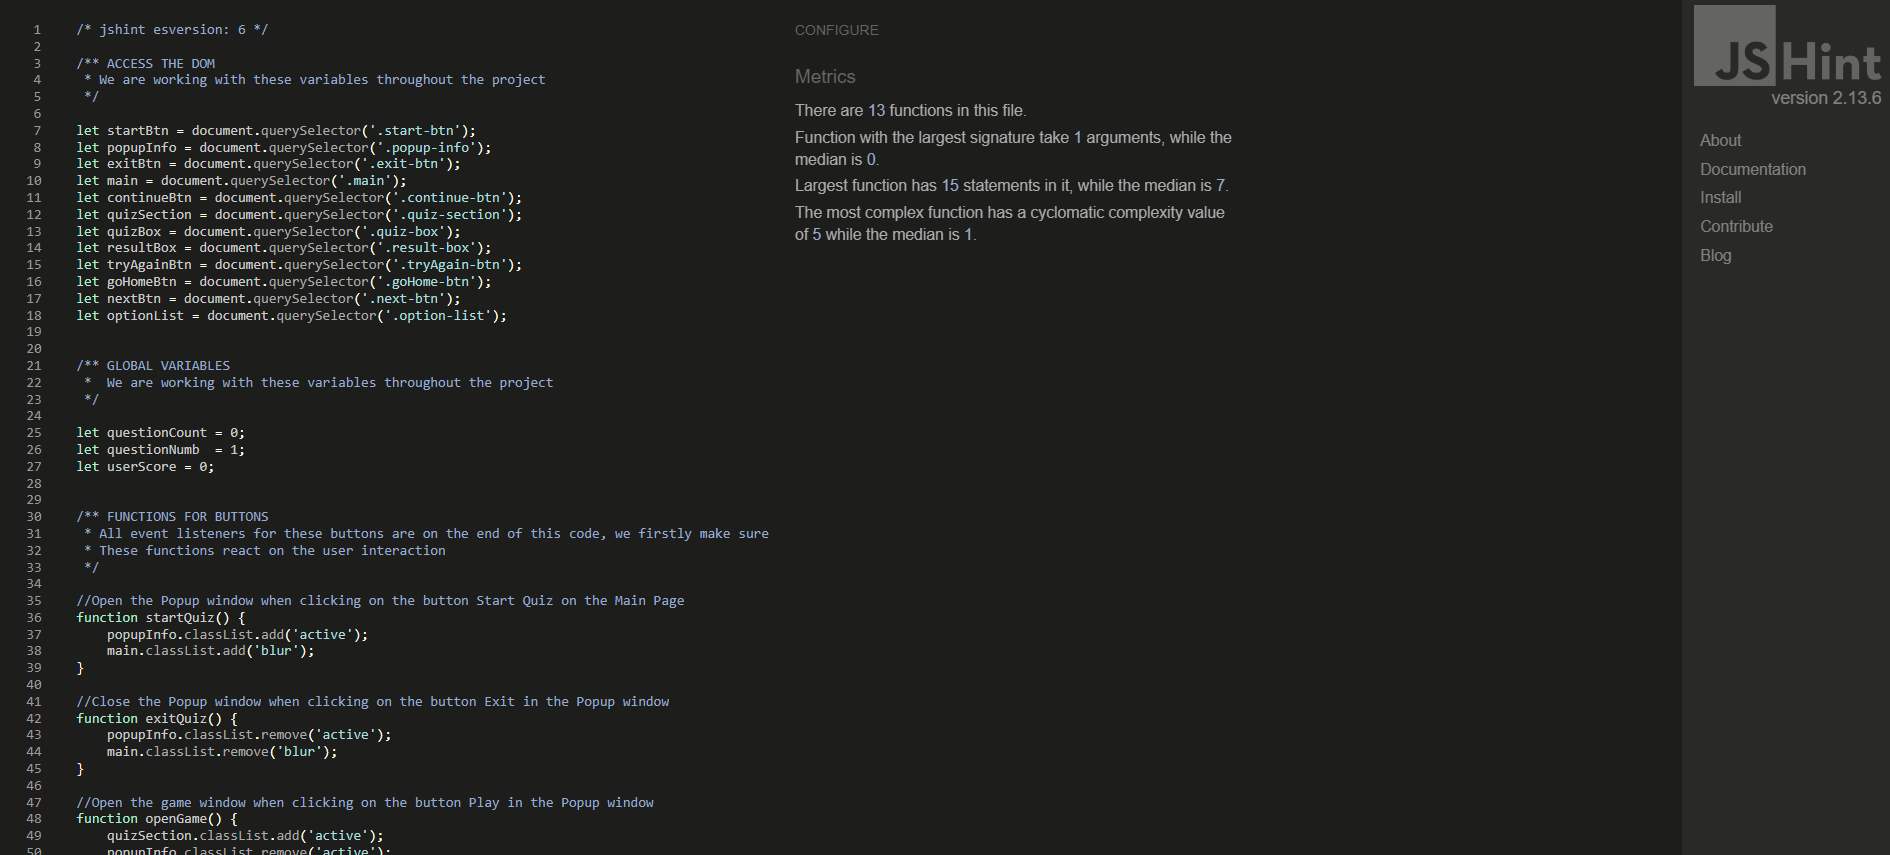 1 /* jshint esversion: 6 */
2
3 /** ACCESS THE DOM
4  * We are working with these variables throughout the project
5  */
6
7 let startBtn = document.querySelector('.start-btn');
8 let popupInfo = document.querySelector('.popup-info');
9 let exitBtn = document.querySelector('.exit-btn');
10 let main = document.querySelector('.main');
11 let continueBtn = document.querySelector('.continue-btn');
12 let quizSection = document.querySelector('.quiz-section');
13 let quizBox = document.querySelector('.quiz-box');
14 let resultBox = document.querySelector('.result-box');
15 let tryAgainBtn = document.querySelector('.tryAgain-btn');
16 let goHomeBtn = document.querySelector('.goHome-btn');
17 let nextBtn = document.querySelector('.next-btn');
18 let optionList = document.querySelector('.option-list');
19
20
21 /** GLOBAL VARIABLES
22  *  We are working with these variables throughout the project
23  */
24
25 let questionCount = 0;
26 let questionNumb  = 1;
27 let userScore = 0;
28
29
30 /** FUNCTIONS FOR BUTTONS
31  * All event listeners for these buttons are on the end of this code, we firstly make sure
32  * These functions react on the user interaction
33  */
34
35 //Open the Popup window when clicking on the button Start Quiz on the Main Page
36 function startQuiz() {
37     popupInfo.classList.add('active');
38     main.classList.add('blur');
39 }
40
41 //Close the Popup window when clicking on the button Exit in the Popup window
42 function exitQuiz() {
43     popupInfo.classList.remove('active');
44     main.classList.remove('blur');
45 }
46
47 //Open the game window when clicking on the button Play in the Popup window
48 function openGame() {
49     quizSection.classList.add('active');
50     popupInfo.classList.remove('active');
CONFIGURE
Metrics
There are 13 functions in this file.
Function with the largest signature take 1 arguments, while the
median is 0.
Largest function has 15 statements in it, while the median is 7.
The most complex function has a cyclomatic complexity value
of 5 while the median is 1.
JSHint
version 2.13.6
About
Documentation
Install
Contribute
Blog